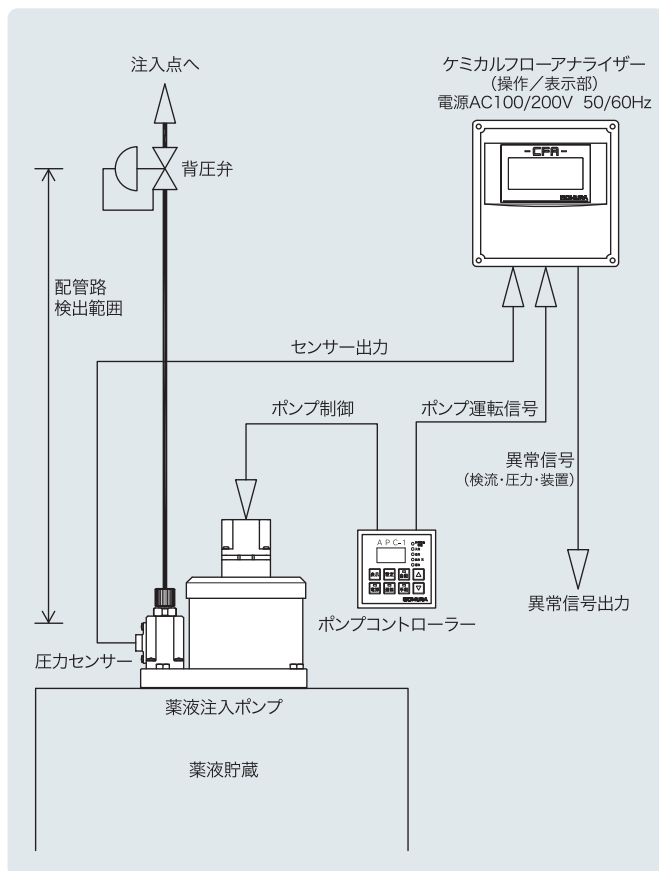 注入点へ
ケミカルフローアナライザー
(操作／表示部)
電源AC100/200V 50/60Hz
-CFA-
背圧弁
配管路
検出範囲
センサー出力
ポンプ制御
ポンプ運転信号
異常信号
(検流・圧力・装置)
APC-1
異常信号出力
ポンプコントローラー
圧力センサー
薬液注入ポンプ
薬液貯蔵